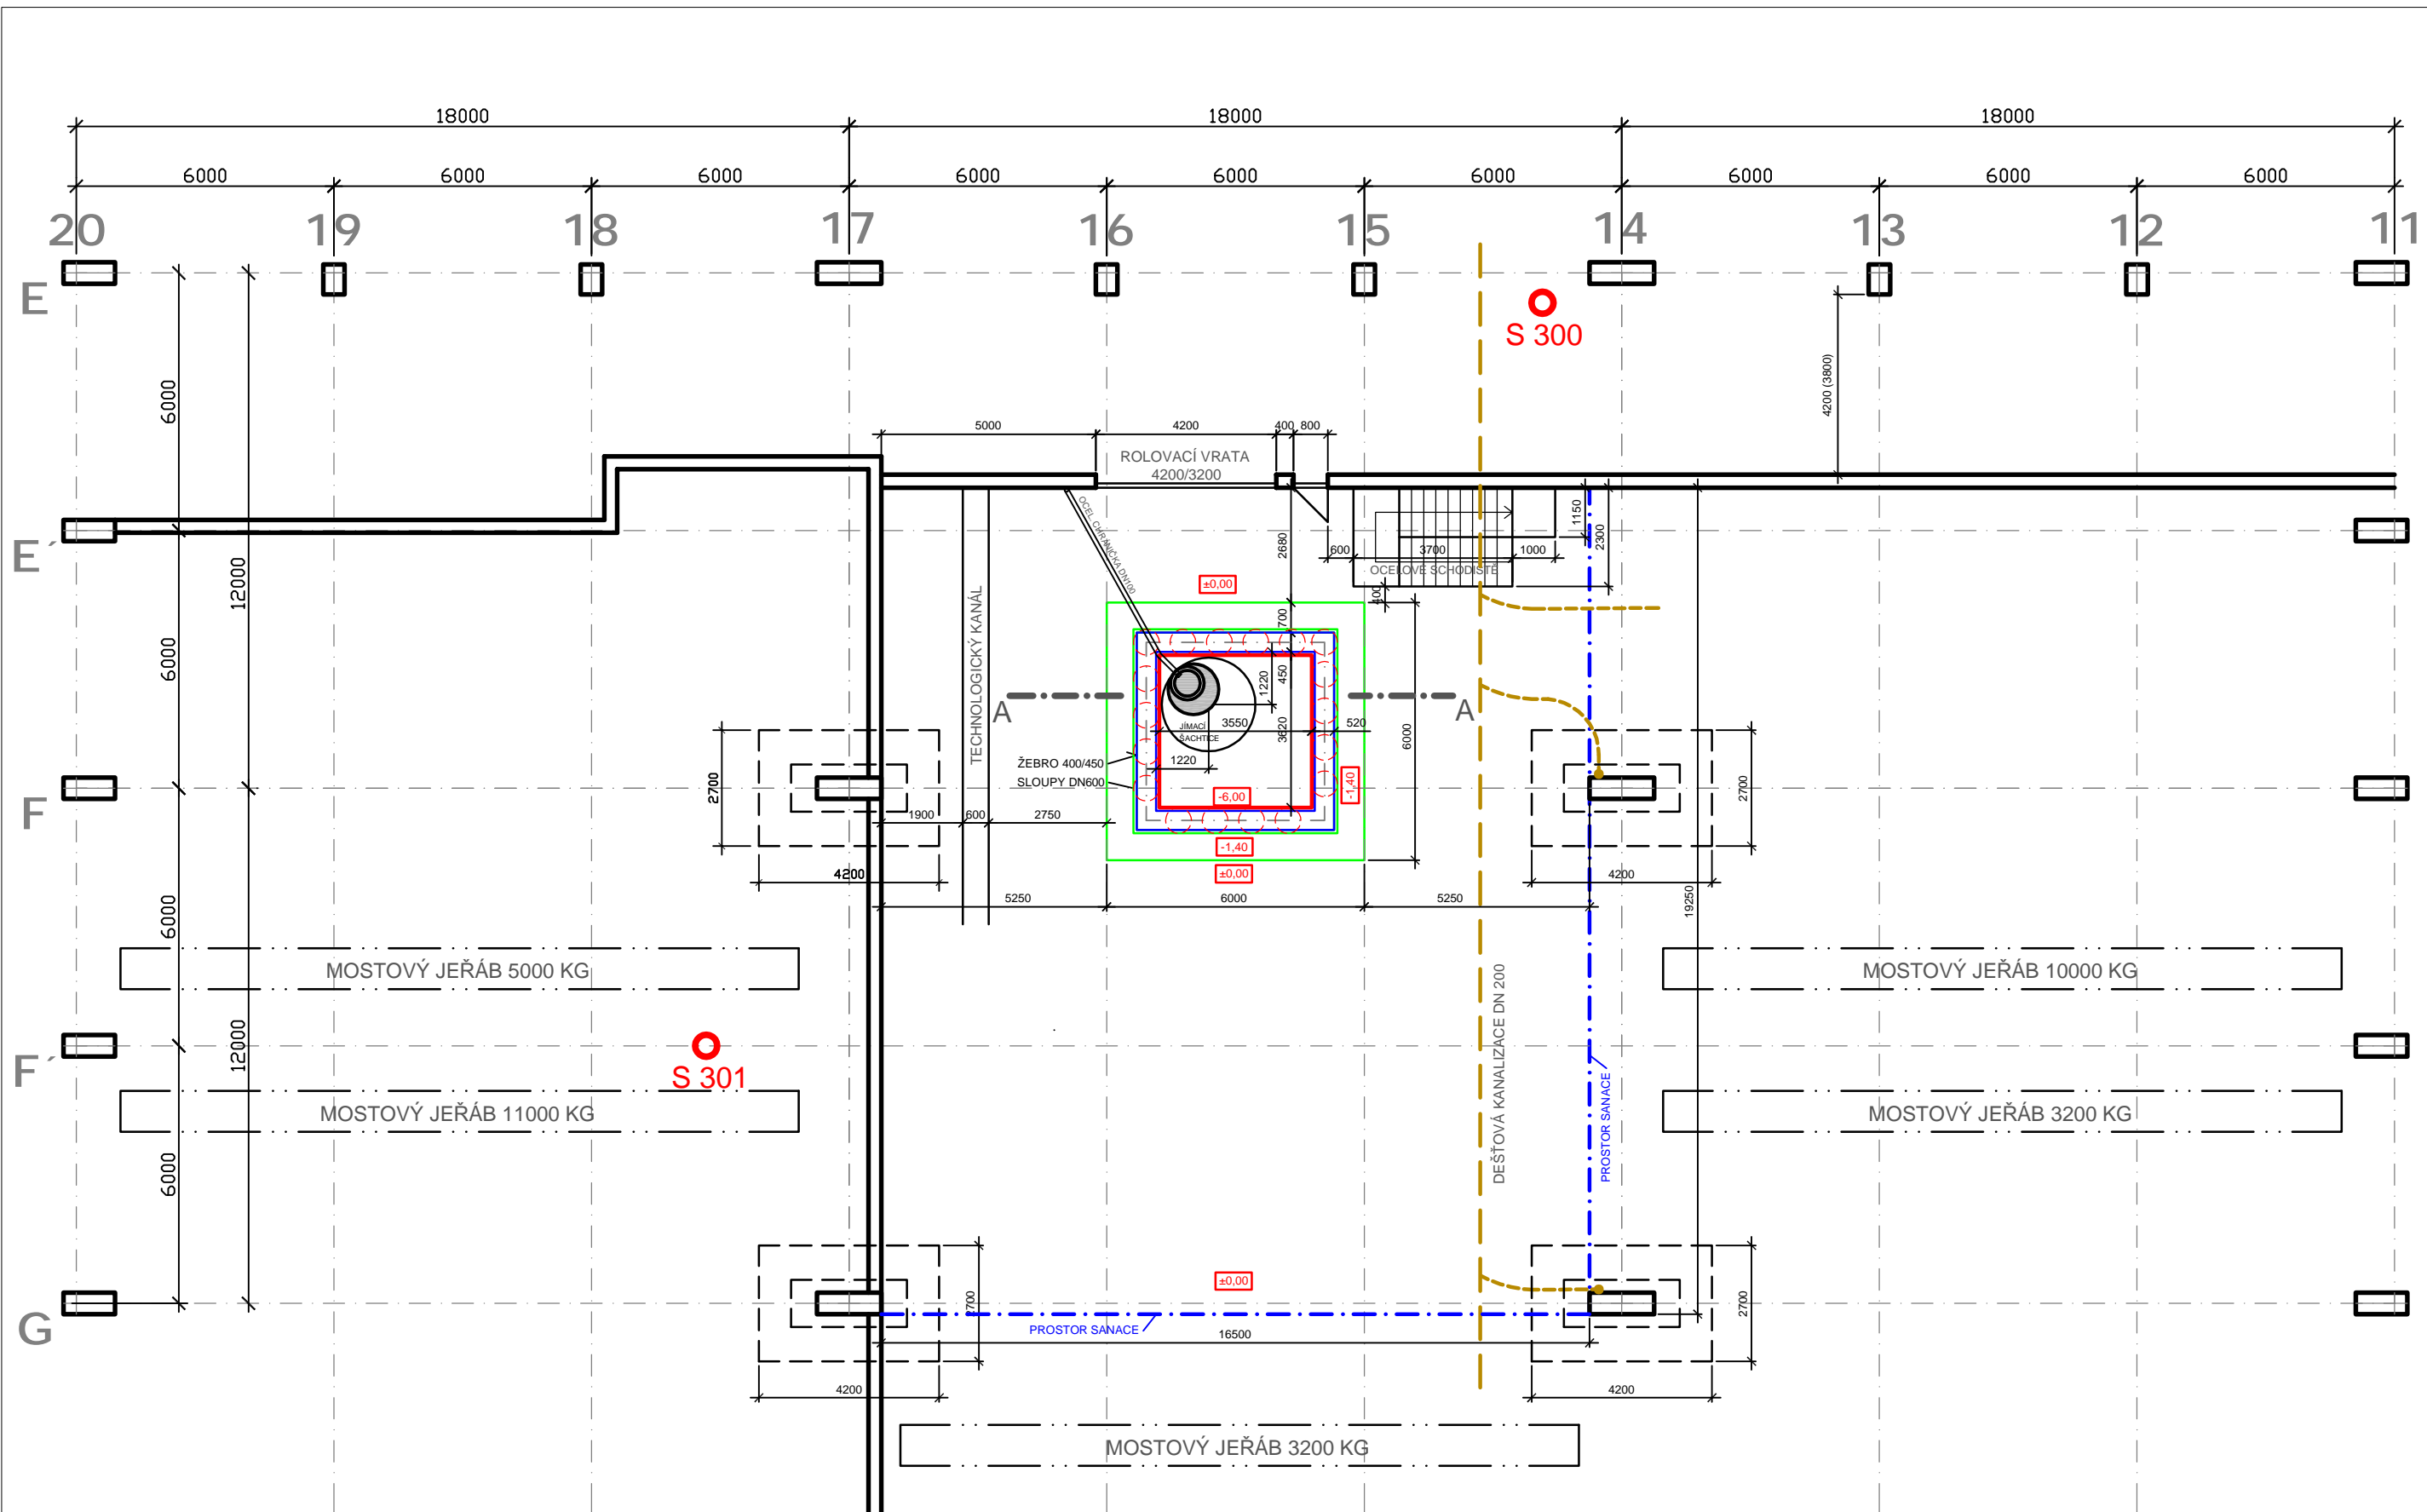 18000 18000 18000
6000 6000 6000 6000 6000 6000 6000 6000 6000
20 19 18 17 16 15 14 13 12 11
E
S 300
6000
4200 (3800)
5000 4200 400 800
ROLOVACÍ VRATA
4200/3200
OCEL.CHRÁNIČKA DN100
1150
2300
2680
600 3700 1000
OCELOVÉ SCHODIŠTĚ
E´
12000
±0,00
400
TECHNOLOGICKÝ KANÁL
700
6000
450
1220
A A
JÍMACÍ
ŠACHTICE
3550
520
3620
6000
1220
ŽEBRO 400/450
SLOUPY DN600
-6,00
-1,40
2700
2700
F
1900 600 2750
-1,40
±0,00
4200
4200
5250 6000 5250
19250
6000
MOSTOVÝ JEŘÁB 5000 KG
MOSTOVÝ JEŘÁB 10000 KG
DEŠŤOVÁ KANALIZACE DN 200
F´
12000
S 301
PROSTOR SANACE
MOSTOVÝ JEŘÁB 11000 KG
MOSTOVÝ JEŘÁB 3200 KG
6000
±0,00
2700
2700
G
PROSTOR SANACE
16500
4200
4200
MOSTOVÝ JEŘÁB 3200 KG